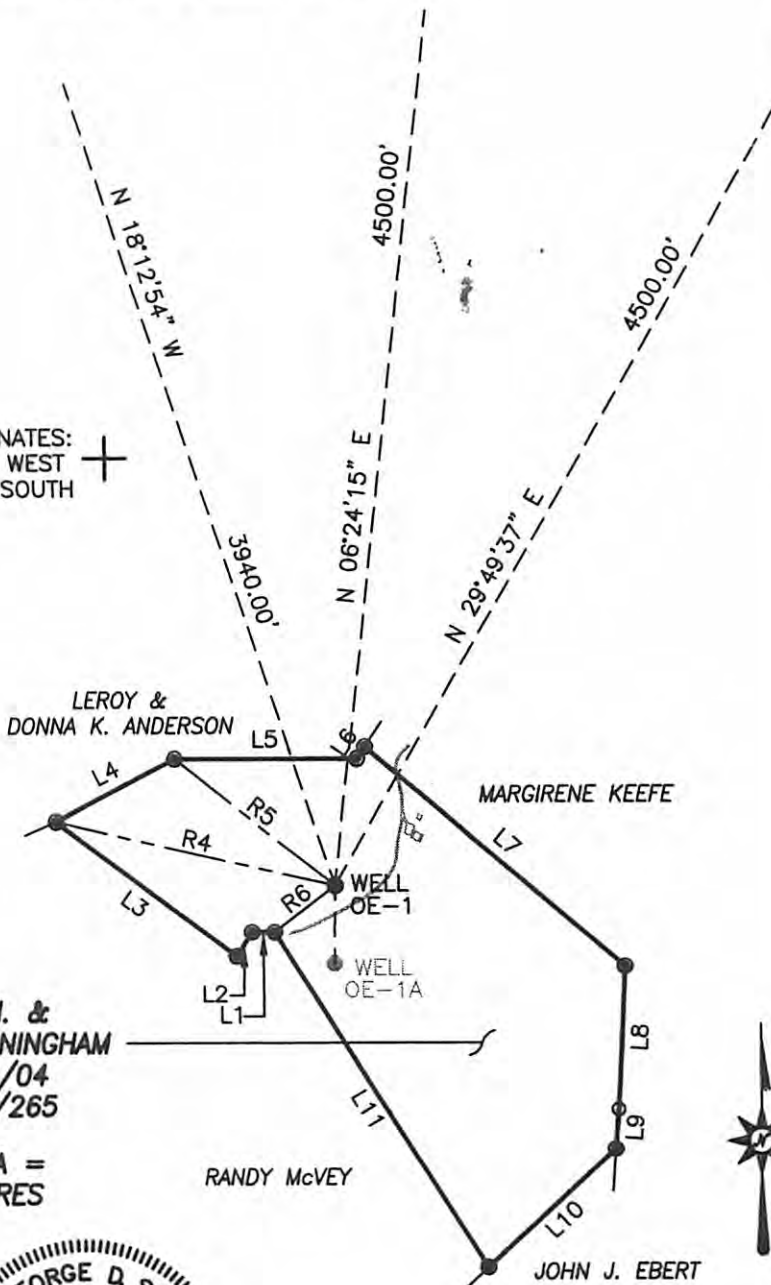 4500.00'
N 18°12'54" W
4500.00'
NATES:
WEST
SOUTH
N 06°24'15" E
3940.00'
N 29°49'37" E
LEROY &
DONNA K. ANDERSON
L5
L6
MARGIRENE KEEFE
L4
R5
L7
R4
WELL
OE-1
R6
L3
WELL
OE-1A
L2
L1
&
NINGHAM
/04
/265
L8
L9
L11
A =
RES
RANDY McVEY
N
L10
ORGE D.
JOHN J. EBERT